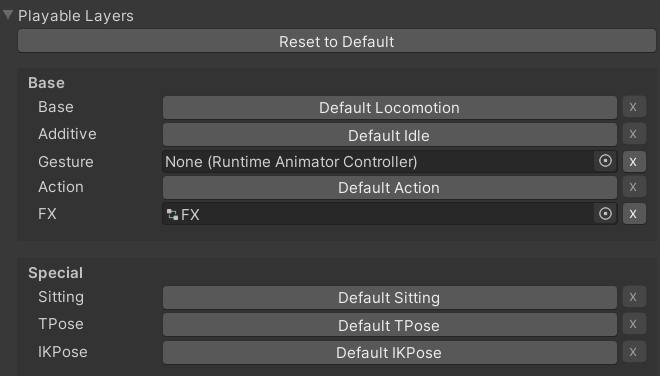 Playable Layers
Reset to Default
Base
Base Default Locomotion X
Additive Default Idle X
Gesture None (Runtime Animator Controller) X
Action Default Action X
FX FX X
Special
Sitting Default Sitting X
TPose Default TPose X
IKPose Default IKPose X